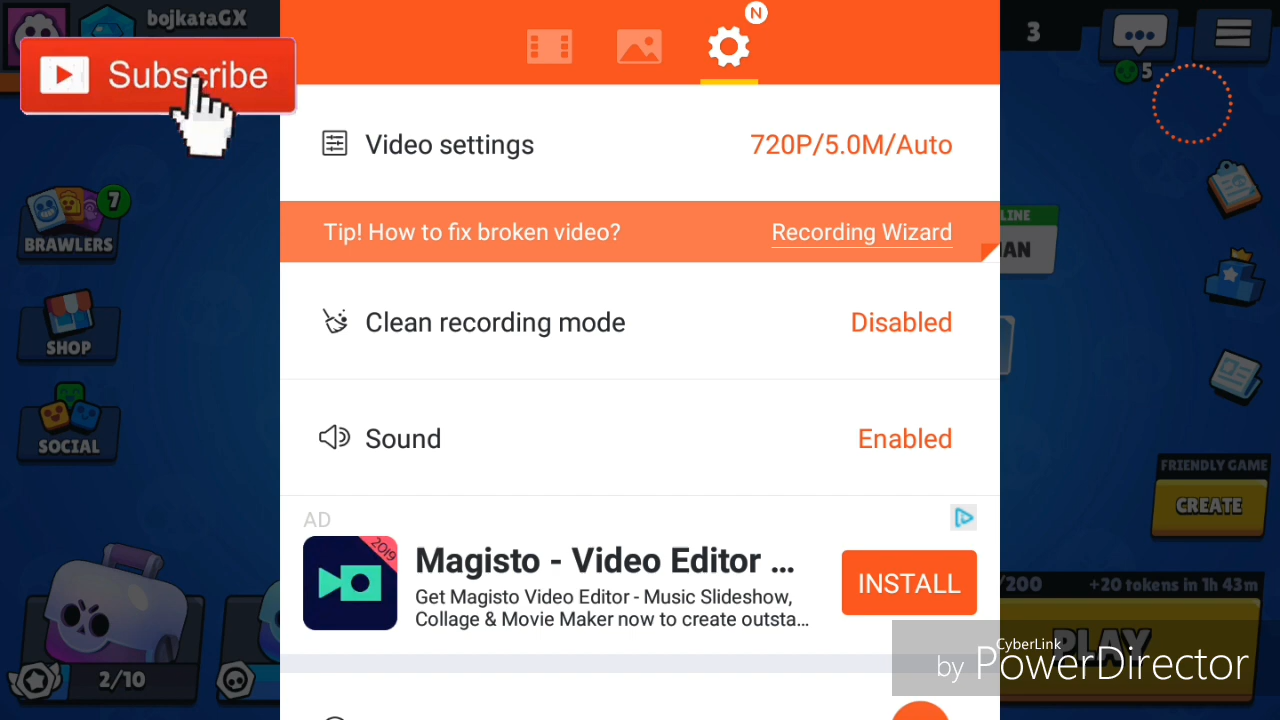 bojkataGX
N
3
Subscribe
5
Video settings
720P/5.0M/Auto
Tip! How to fix broken video?
Recording Wizard
7
BRAWLERS
LINE
AN
Clean recording mode
Disabled
SHOP
Sound
Enabled
SOCIAL
FRIENDLY GAME
CREATE
AD
2019
Magisto - Video Editor ...
Get Magisto Video Editor - Music Slideshow,
Collage & Movie Maker now to create outsta...
INSTALL
/200
+20 tokens in 1h 43m
PLAY
2/10
CyberLink
by PowerDirector